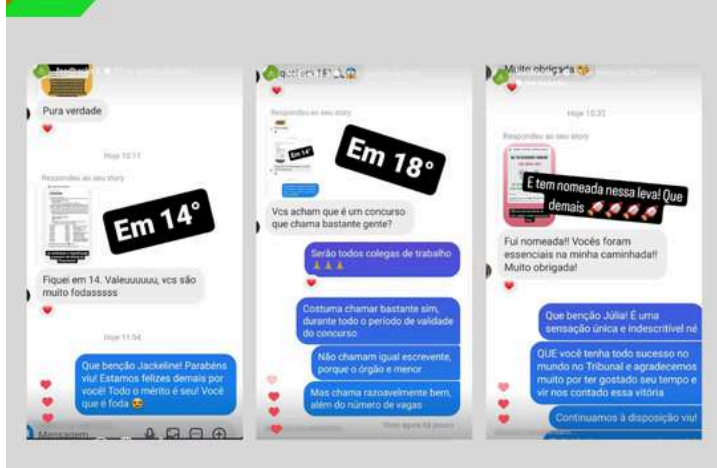 Pura verdade
Hoje 10:11
Respondeu ao seu story
Em 14°
Fiquei em 14. Valeuuuuuu, vcs são
muito fodasssss
Hoje 11:54
Que benção Jackeline! Parabéns
viu! Estamos felizes demais por
você! Todo o mérito é seu! Você
que é foda
Mensagem
Respondeu ao seu story
Em 14°
Em 18°
Vcs acham que é um concurso
que chama bastante gente?
Serão todos colegas de trabalho
Costuma chamar bastante sim,
durante todo o período de validade
do concurso
Não chamam igual escrevente,
porque o órgão e menor
Mas chama razoavelmente bem,
além do número de vagas
Muito obrigada
Hoje 10:32
Respondeu ao seu story
E tem nomeada nessa leva! Que
demais
Fui nomeada!! Vocês foram
essenciais na minha caminhada!!
Muito obrigada!
Que benção Júlia! É uma
sensação única e indescritível né
QUE você tenha todo sucesso no
mundo no Tribunal e agradecemos
muito por ter gostado seu tempo e
vir nos contado essa vitória
Continuamos à disposição viu!